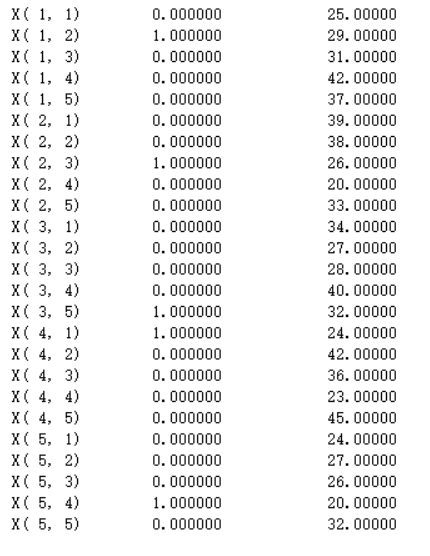 X( 1, 1) 0.000000 25.00000
X( 1, 2) 1.000000 29.00000
X( 1, 3) 0.000000 31.00000
X( 1, 4) 0.000000 42.00000
X( 1, 5) 0.000000 37.00000
X( 2, 1) 0.000000 39.00000
X( 2, 2) 0.000000 38.00000
X( 2, 3) 1.000000 26.00000
X( 2, 4) 0.000000 20.00000
X( 2, 5) 0.000000 33.00000
X( 3, 1) 0.000000 34.00000
X( 3, 2) 0.000000 27.00000
X( 3, 3) 0.000000 28.00000
X( 3, 4) 0.000000 40.00000
X( 3, 5) 1.000000 32.00000
X( 4, 1) 1.000000 24.00000
X( 4, 2) 0.000000 42.00000
X( 4, 3) 0.000000 36.00000
X( 4, 4) 0.000000 23.00000
X( 4, 5) 0.000000 45.00000
X( 5, 1) 0.000000 24.00000
X( 5, 2) 0.000000 27.00000
X( 5, 3) 0.000000 26.00000
X( 5, 4) 1.000000 20.00000
X( 5, 5) 0.000000 32.00000